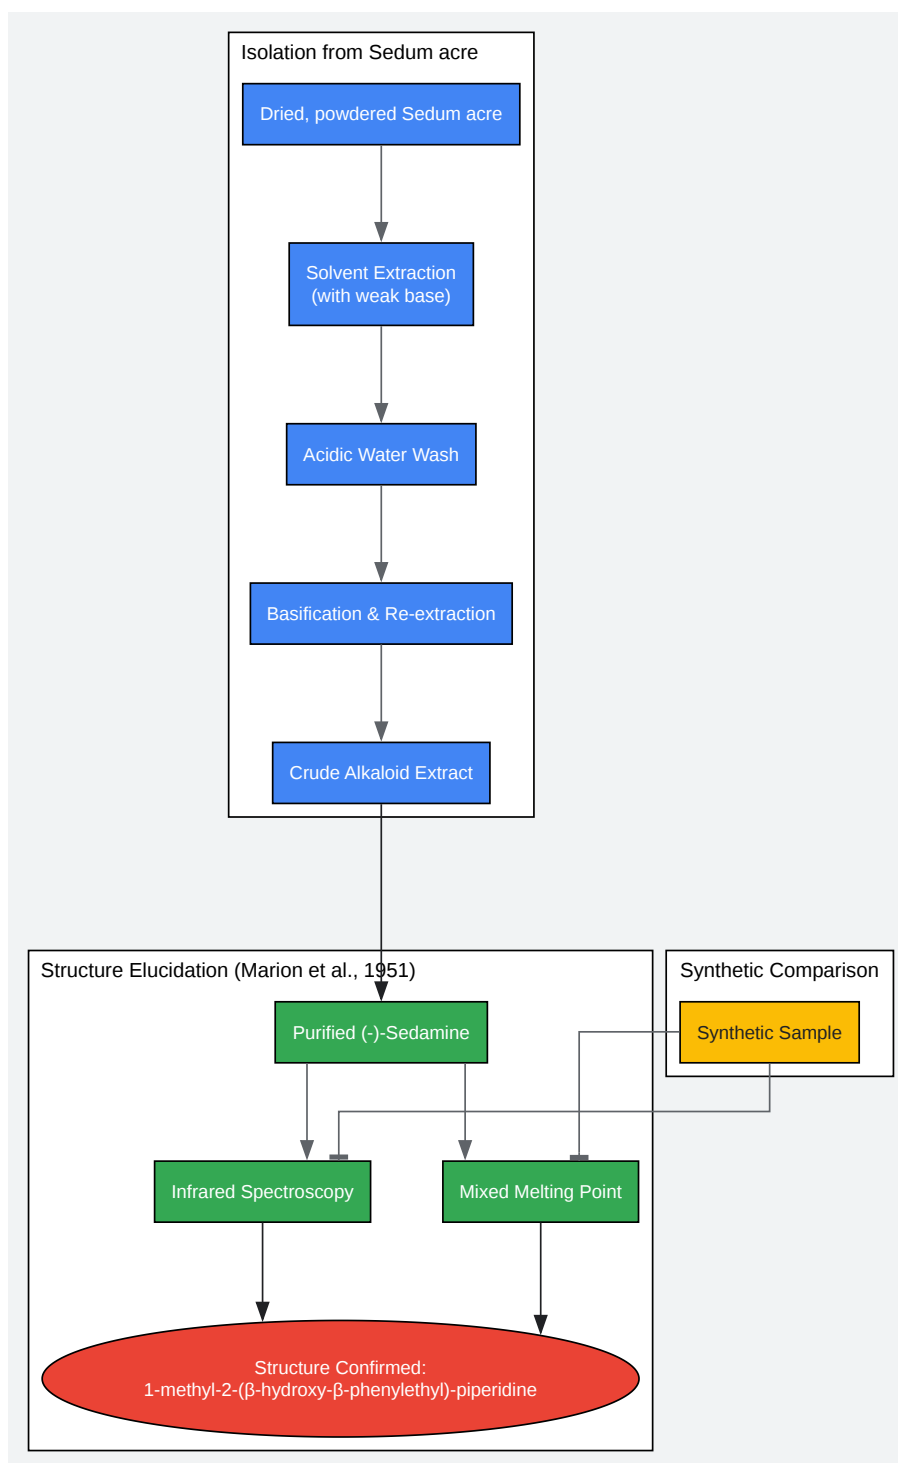 Isolation from Sedum acre
Dried, powdered Sedum acre
Solvent Extraction
(with weak base)
Acidic Water Wash
Basification & Re-extraction
Crude Alkaloid Extract
Structure Elucidation (Marion et al., 1951)
Synthetic Comparison
Purified (-)-Sedamine
Synthetic Sample
Infrared Spectroscopy
Mixed Melting Point
Structure Confirmed:
1-methyl-2-(β-hydroxy-β-phenylethyl)-piperidine